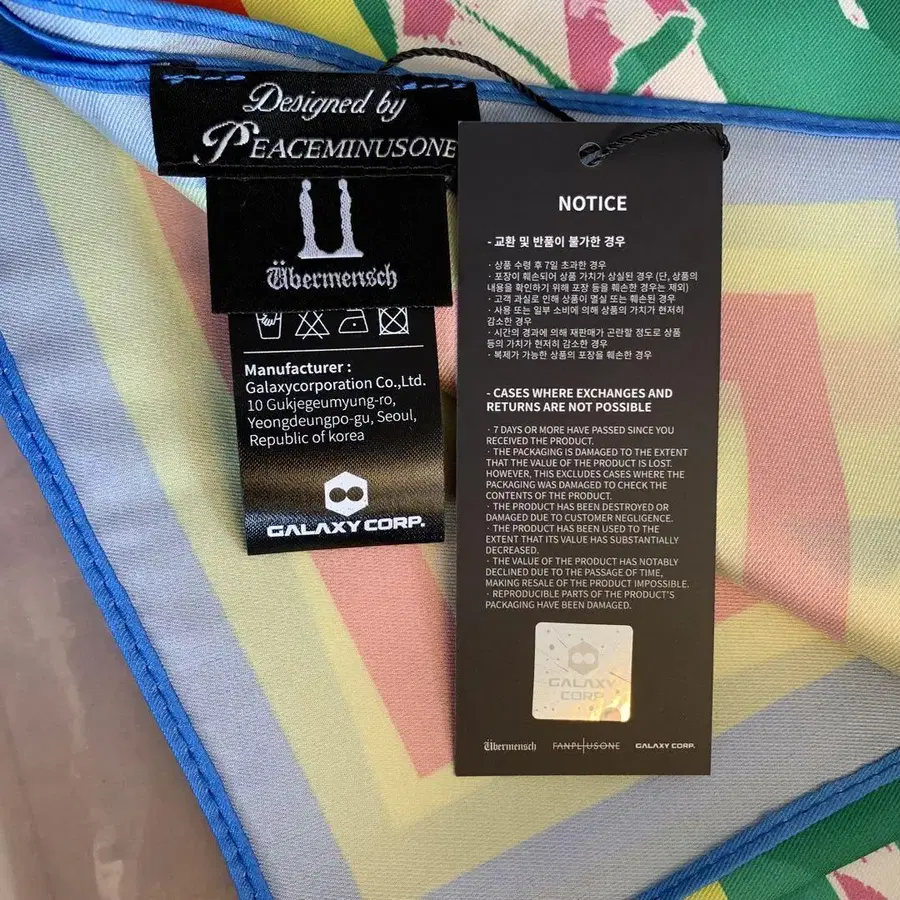 Designed by
PEACEMINUSONE
Übermensch
Manufacturer :
Galaxycorporation Co.,Ltd.
10 Gukjegeumyung-ro,
Yeongdeungpo-gu, Seoul,
Republic of korea
GALAXY CORP.
NOTICE
- 교환 및 반품이 불가한 경우
· 상품 수령 후 7일 초과한 경우
· 포장이 훼손되어 상품 가치가 상실된 경우 (단, 상품의
내용을 확인하기 위해 포장 등을 훼손한 경우는 제외)
· 고객 과실로 인해 상품이 멸실 또는 훼손된 경우
· 사용 또는 일부 소비에 의해 상품의 가치가 현저히
감소한 경우
· 시간의 경과에 의해 재판매가 곤란할 정도로 상품
등의 가치가 현저히 감소한 경우
· 복제가 가능한 상품의 포장을 훼손한 경우
- CASES WHERE EXCHANGES AND
RETURNS ARE NOT POSSIBLE
· 7 DAYS OR MORE HAVE PASSED SINCE YOU
RECEIVED THE PRODUCT.
· THE PACKAGING IS DAMAGED TO THE EXTENT
THAT THE VALUE OF THE PRODUCT IS LOST.
HOWEVER, THIS EXCLUDES CASES WHERE THE
PACKAGING WAS DAMAGED TO CHECK THE
CONTENTS OF THE PRODUCT.
· THE PRODUCT HAS BEEN DESTROYED OR
DAMAGED DUE TO CUSTOMER NEGLIGENCE.
· THE PRODUCT HAS BEEN USED TO THE
EXTENT THAT ITS VALUE HAS SUBSTANTIALLY
DECREASED.
· THE VALUE OF THE PRODUCT HAS NOTABLY
DECLINED DUE TO THE PASSAGE OF TIME,
MAKING RESALE OF THE PRODUCT IMPOSSIBLE.
· REPRODUCIBLE PARTS OF THE PRODUCT'S
PACKAGING HAVE BEEN DAMAGED.
GALAXY
CORP
Übermensch FANPLUSONE GALAXY CORP.